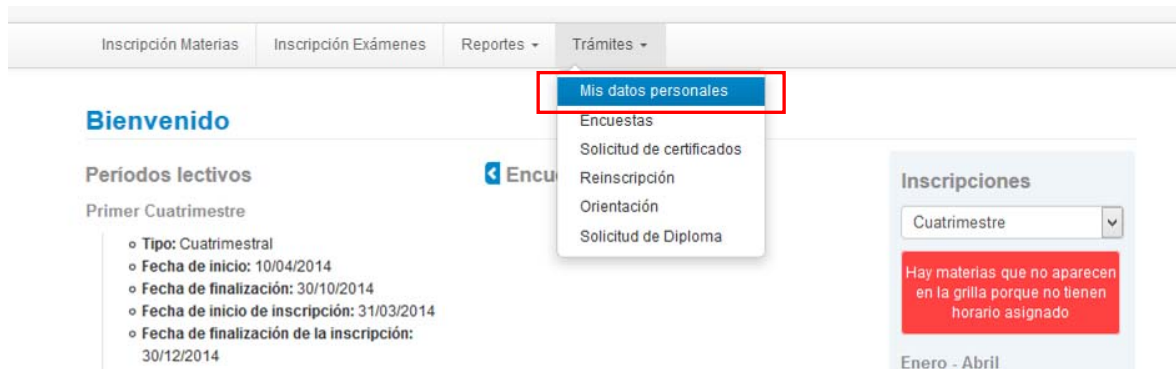 Inscripción Materias Inscripción Exámenes Reportes Trámites
Mis datos personales
Encuestas
Solicitud de certificados
Reinscripción
Orientación
Solicitud de Diploma
Bienvenido
Períodos lectivos
Primer Cuatrimestre
Tipo: Cuatrimestral
Fecha de inicio: 10/04/2014
Fecha de finalización: 30/10/2014
Fecha de inicio de inscripción: 31/03/2014
Fecha de finalización de la inscripción:
30/12/2014
Encu
Inscripciones
Cuatrimestre
Hay materias que no aparecen
en la grilla porque no tienen
horario asignado
Enero - Abril